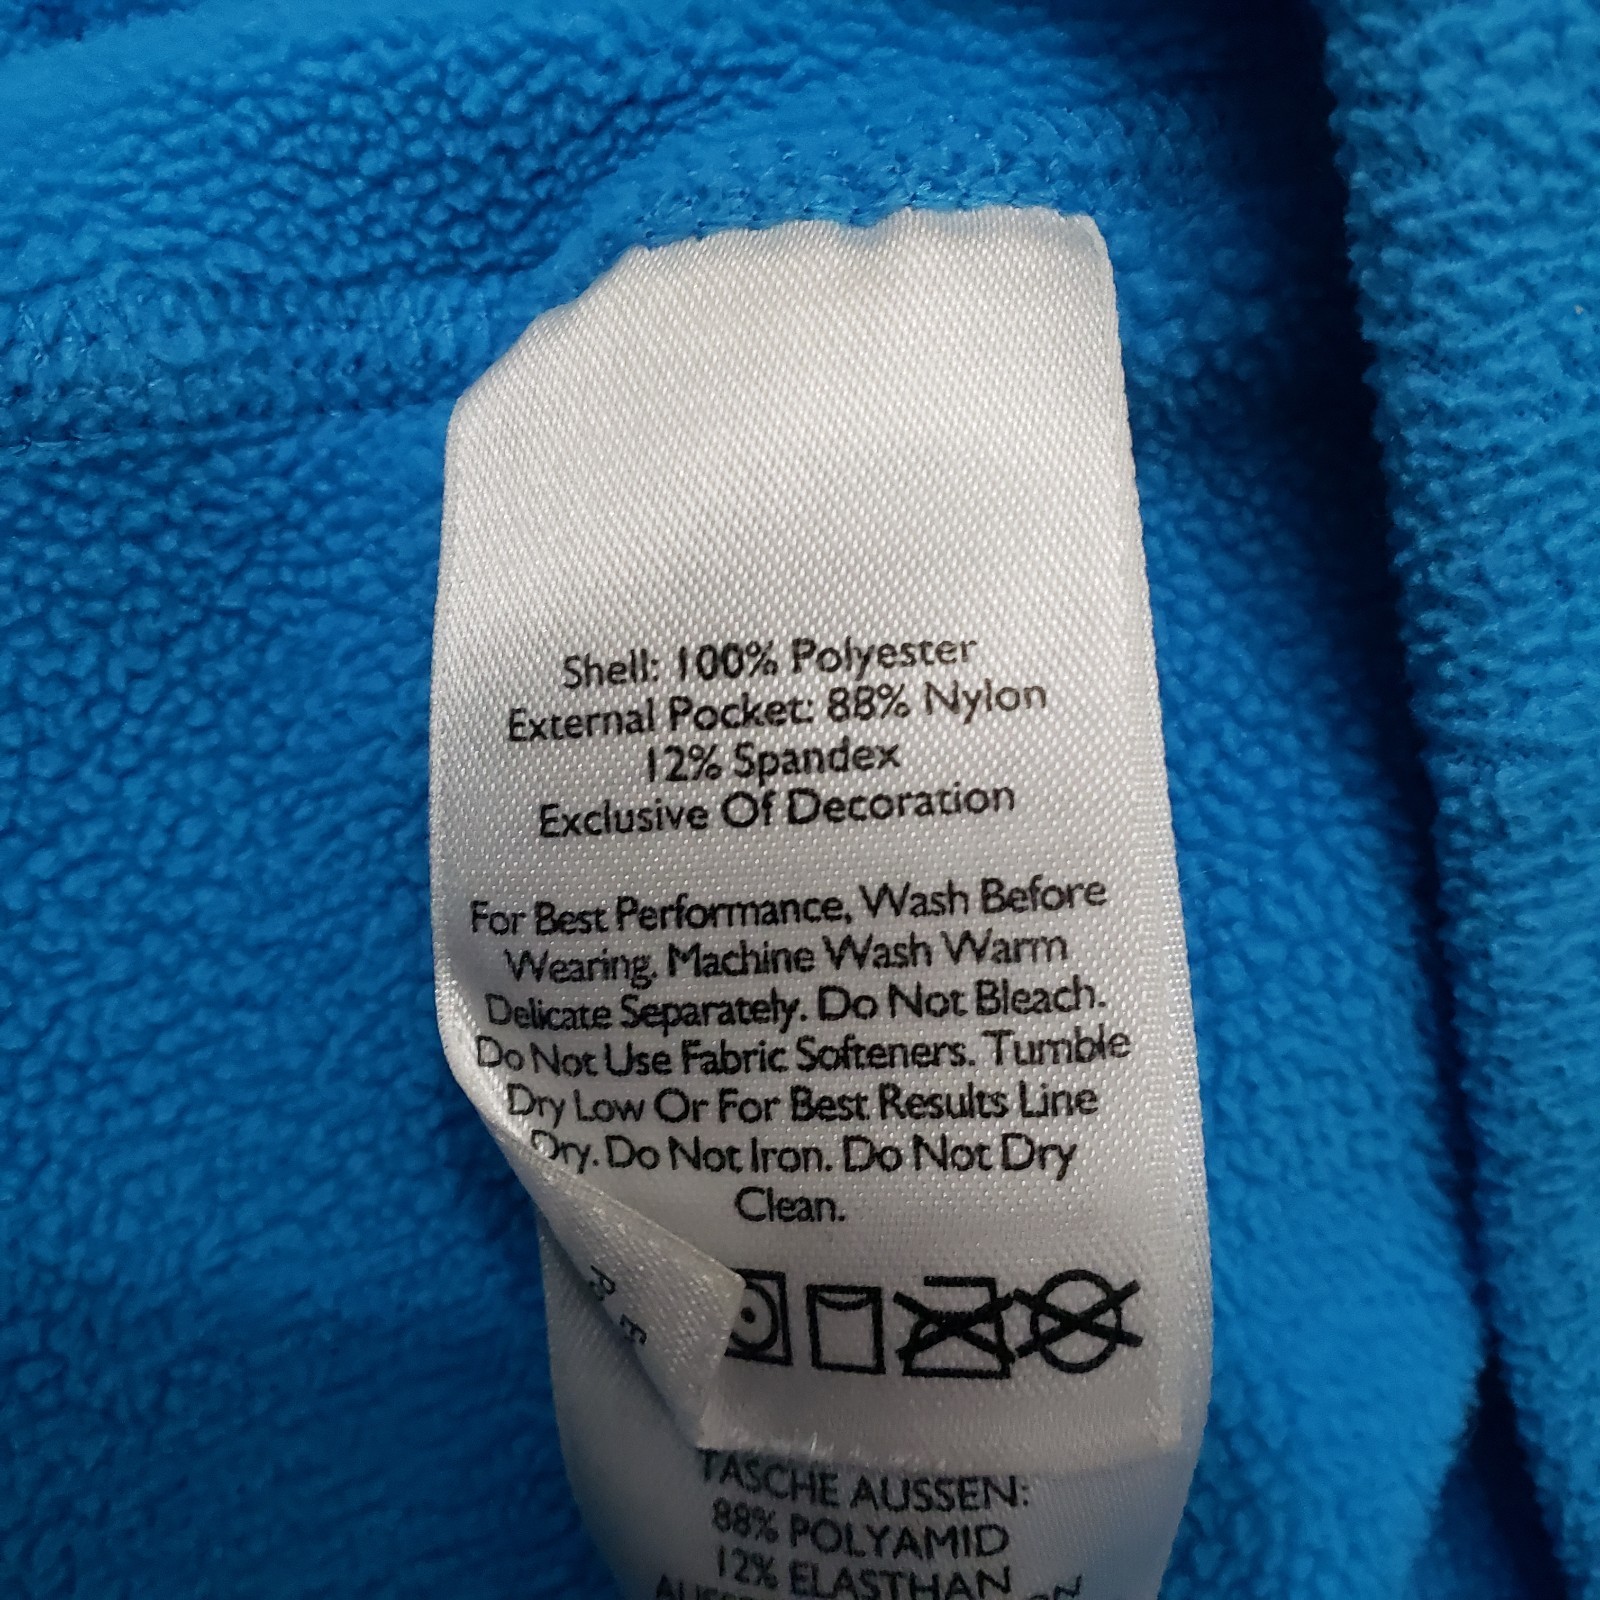 Shell: 100% Polyester
External Pocket: 88% Nylon
12% Spandex
Exclusive Of Decoration
For Best Performance, Wash Before
Wearing. Machine Wash Warm
Delicate Separately. Do Not Bleach.
Do Not Use Fabric Softeners. Tumble
Dry Low Or For Best Results Line
Dry. Do Not Iron. Do Not Dry
Clean.
TASCHE AUSSEN:
88% POLYAMID
12% ELASTHAN